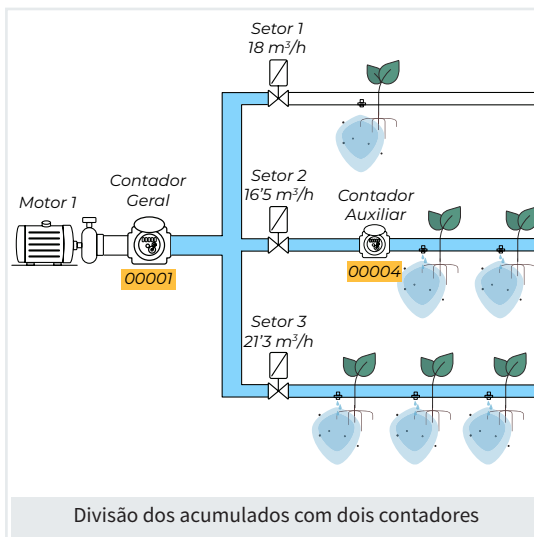 Setor 1
18 m³/h
Motor 1
Contador
Geral
00001
Setor 2
16'5 m³/h
Contador
Auxiliar
00004
Setor 3
21'3 m³/h
Divisão dos acumulados com dois contadores